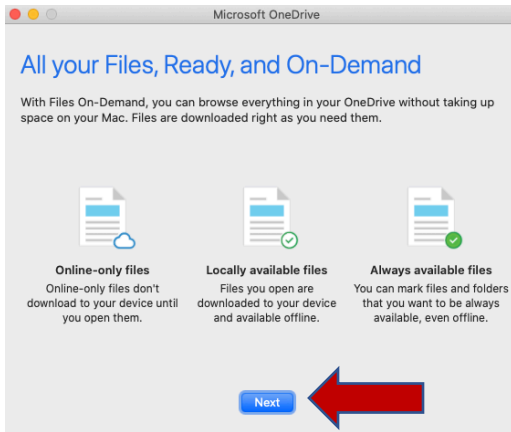 Microsoft OneDrive
All your Files, Ready, and On-Demand
With Files On-Demand, you can browse everything in your OneDrive without taking up
space on your Mac. Files are downloaded right as you need them.
Online-only files
Online-only files don't
download to your device until
you open them.
Locally available files
Files you open are
downloaded to your device
and available offline.
Always available files
You can mark files and folders
that you want to be always
available, even offline.
Next